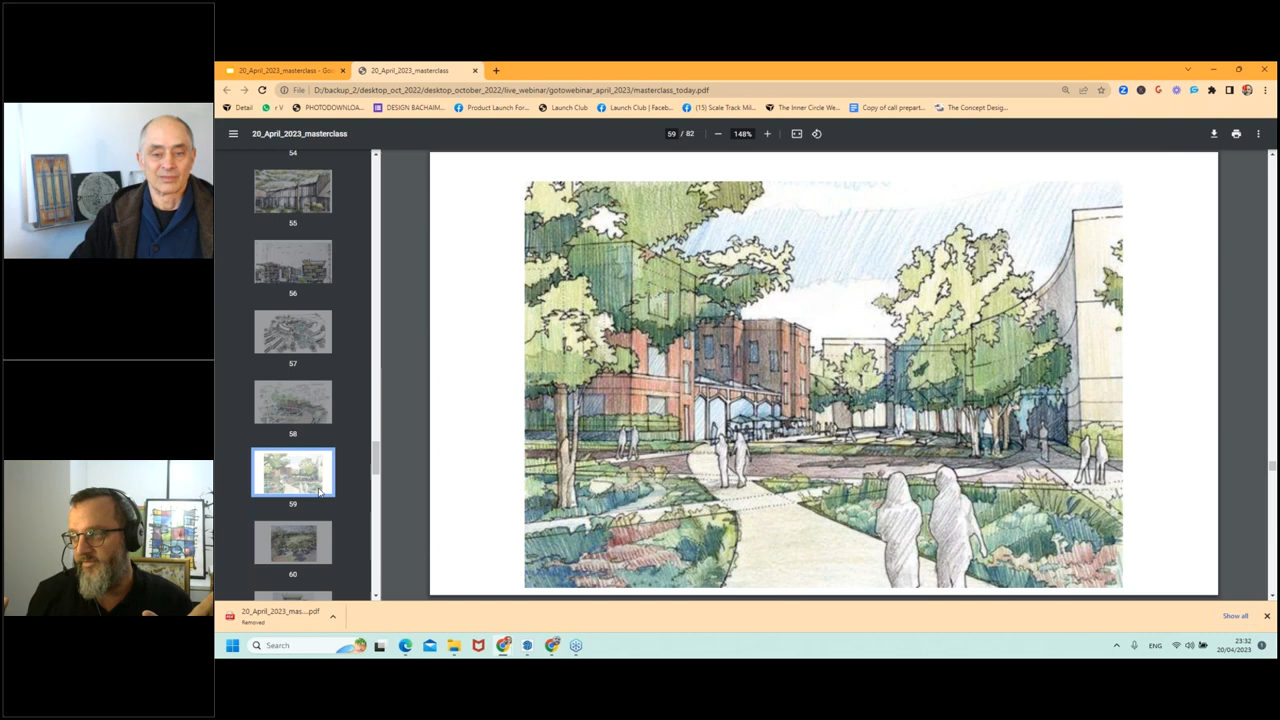 20_April_2023_masterclass - Go
20_April_2023_masterclass
File
D:/backup_2/desktop_oct_2022/desktop_october_2022/live_webinar/gotowebinar_april_2023/masterclass_today.pdf
Detail
r V
PHOTODOWNLOA...
DESIGN BACHAIM...
Product Launch For...
Launch Club
Launch Club | Faceb...
(15) Scale Track Mil...
The Inner Circle We...
Copy of call prepart...
The Concept Desig...
20_April_2023_masterclass
59 / 82
148%
54
55
56
57
58
59
60
20_April_2023_mas....pdf
Removed
Show all
Search
ENG
23:32
20/04/2023